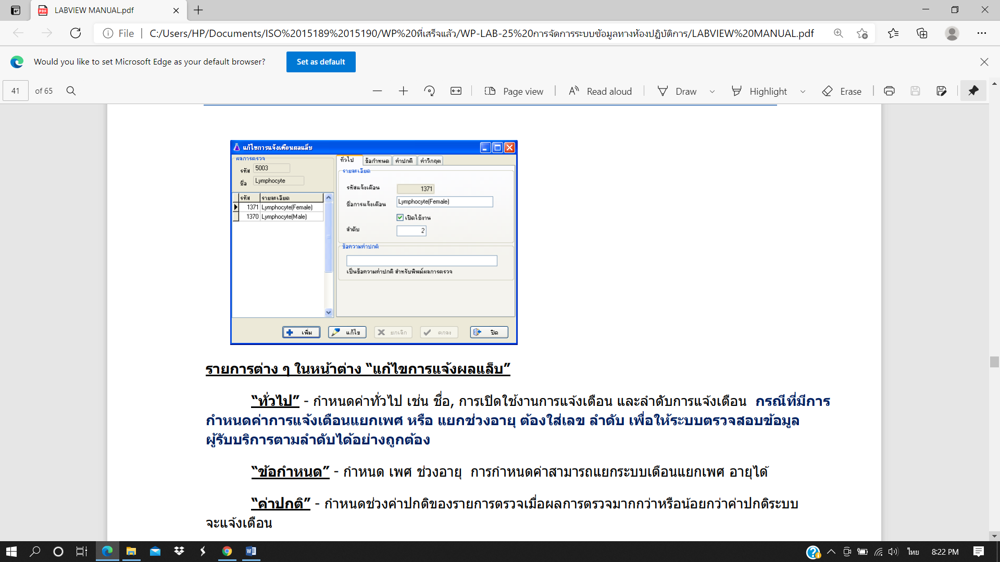 LABVIEW MANUAL.pdf
File
C:/Users/HP/Documents/ISO%2015189%2015190/WP%20ที่เสร็จแล้ว/WP-LAB-25%20การจัดการระบบข้อมูลทางห้องปฏิบัติการ/LABVIEW%20MANUAL.pdf
Would you like to set Microsoft Edge as your default browser?
Set as default
41 of 65
Page view
Read aloud
Draw
Highlight
Erase
แก้ไขการแจ้งเตือนผลแล็บ
ผลการตรวจ
รหัส 5003
ชื่อ Lymphocyte
รหัส รายละเอียด
1371 Lymphocyte(Female)
1370 Lymphocyte(Male)
ทั่วไป ข้อกำหนด ค่าปกติ ค่าวิกฤต
รายละเอียด
รหัสแจ้งเตือน 1371
ชื่อการแจ้งเตือน Lymphocyte(Female)
เปิดใช้งาน
ลำดับ 2
ข้อความค่าปกติ
เป็นข้อความค่าปกติ สำหรับพิมพ์ผลการตรวจ
เพิ่ม แก้ไข ยกเลิก ตกลง ปิด
รายการต่าง ๆ ในหน้าต่าง “แก้ไขการแจ้งผลแล็บ”
“ทั่วไป” - กำหนดค่าทั่วไป เช่น ชื่อ, การเปิดใช้งานการแจ้งเตือน และลำดับการแจ้งเตือน กรณีที่มีการ
กำหนดค่าการแจ้งเตือนแยกเพศ หรือ แยกช่วงอายุ ต้องใส่เลข ลำดับ เพื่อให้ระบบตรวจสอบข้อมูล
ผู้รับบริการตามลำดับได้อย่างถูกต้อง
“ข้อกำหนด” - กำหนด เพศ ช่วงอายุ การกำหนดค่าสามารถแยกระบบเตือนแยกเพศ อายุได้
“ค่าปกติ” - กำหนดช่วงค่าปกติของรายการตรวจเมื่อผลการตรวจมากกว่าหรือน้อยกว่าค่าปกติระบบ
จะแจ้งเตือน
ไทย
8:22 PM